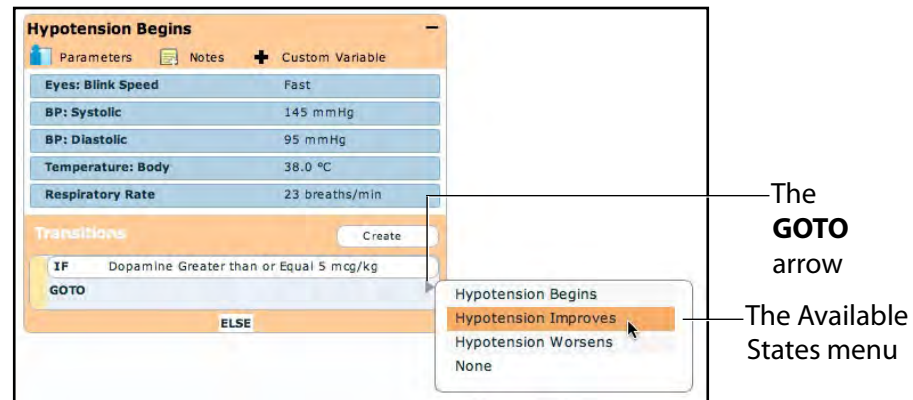 Hypotension Begins
Parameters Notes Custom Variable
Eyes: Blink Speed Fast
BP: Systolic 145 mmHg
BP: Diastolic 95 mmHg
Temperature: Body 38.0 °C
Respiratory Rate 23 breaths/min
Transitions Create
IF Dopamine Greater than or Equal 5 mcg/kg
GOTO
ELSE
Hypotension Begins
Hypotension Improves
Hypotension Worsens
None
The
GOTO
arrow
The Available
States menu